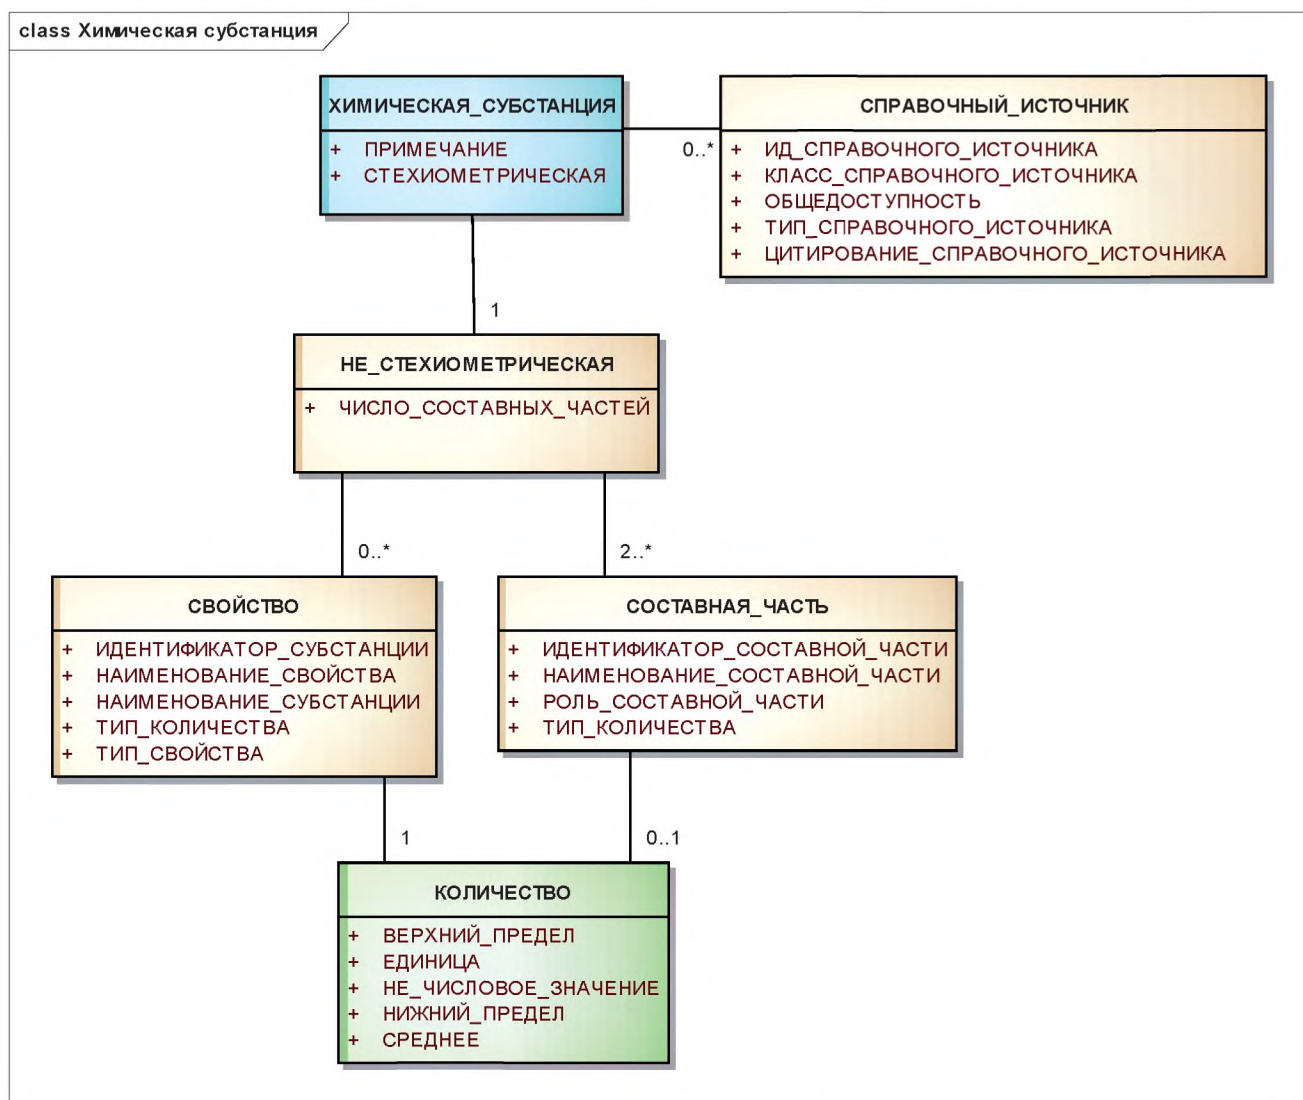 class Химическая субстанция
ХИМИЧЕСКАЯ_СУБСТАНЦИЯ
+ ПРИМЕЧАНИЕ
+ СТЕХИОМЕТРИЧЕСКАЯ
0..*
СПРАВОЧНЫЙ_ИСТОЧНИК
+ ИД_СПРАВОЧНОГО_ИСТОЧНИКА
+ КЛАСС_СПРАВОЧНОГО_ИСТОЧНИКА
+ ОБЩЕДОСТУПНОСТЬ
+ ТИП_СПРАВОЧНОГО_ИСТОЧНИКА
+ ЦИТИРОВАНИЕ_СПРАВОЧНОГО_ИСТОЧНИКА
1
НЕ_СТЕХИОМЕТРИЧЕСКАЯ
+ ЧИСЛО_СОСТАВНЫХ_ЧАСТЕЙ
0..*
2..*
СВОЙСТВО
+ ИДЕНТИФИКАТОР_СУБСТАНЦИИ
+ НАИМЕНОВАНИЕ_СВОЙСТВА
+ НАИМЕНОВАНИЕ_СУБСТАНЦИИ
+ ТИП_КОЛИЧЕСТВА
+ ТИП_СВОЙСТВА
СОСТАВНАЯ_ЧАСТЬ
+ ИДЕНТИФИКАТОР_СОСТАВНОЙ_ЧАСТИ
+ НАИМЕНОВАНИЕ_СОСТАВНОЙ_ЧАСТИ
+ РОЛЬ_СОСТАВНОЙ_ЧАСТИ
+ ТИП_КОЛИЧЕСТВА
1
0..1
КОЛИЧЕСТВО
+ ВЕРХНИЙ_ПРЕДЕЛ
+ ЕДИНИЦА
+ НЕ_ЧИСЛОВОЕ_ЗНАЧЕНИЕ
+ НИЖНИЙ_ПРЕДЕЛ
+ СРЕДНЕЕ